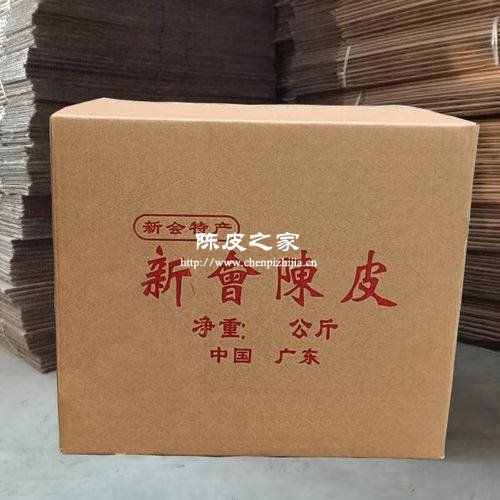 新会特产
陈皮之家
http://www.chenpizhijia.cn
新會陳皮
净重: 公斤
中国 广东